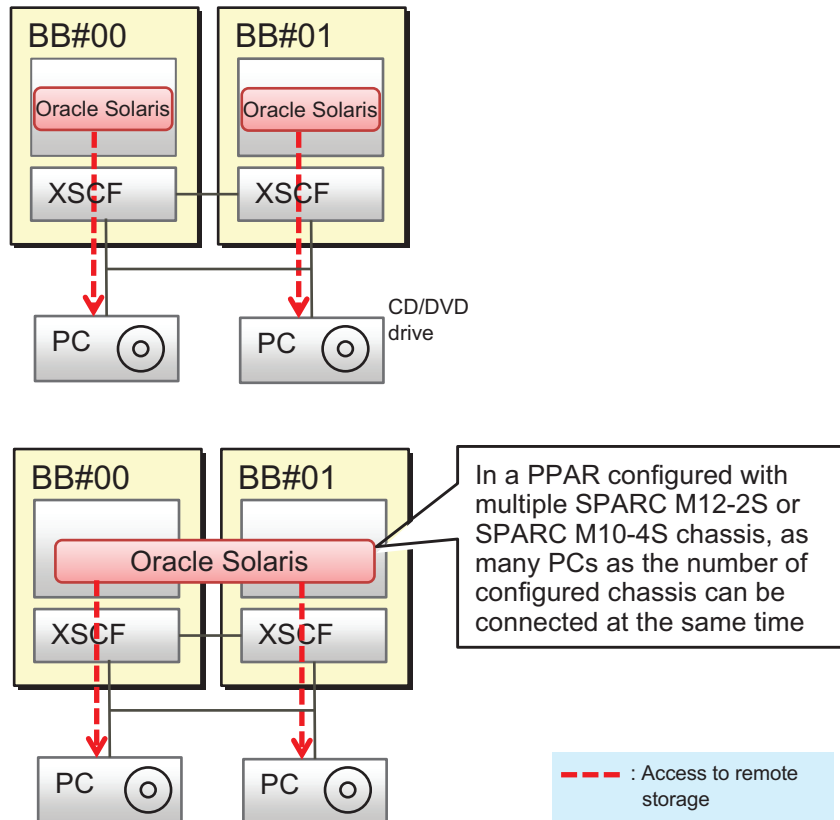 BB#00
BB#01
Oracle Solaris
Oracle Solaris
XSCF
XSCF
PC
PC
CD/DVD
drive
BB#00
BB#01
Oracle Solaris
XSCF
XSCF
PC
PC
In a PPAR configured with
multiple SPARC M12-2S or
SPARC M10-4S chassis, as
many PCs as the number of
configured chassis can be
connected at the same time
: Access to remote
storage